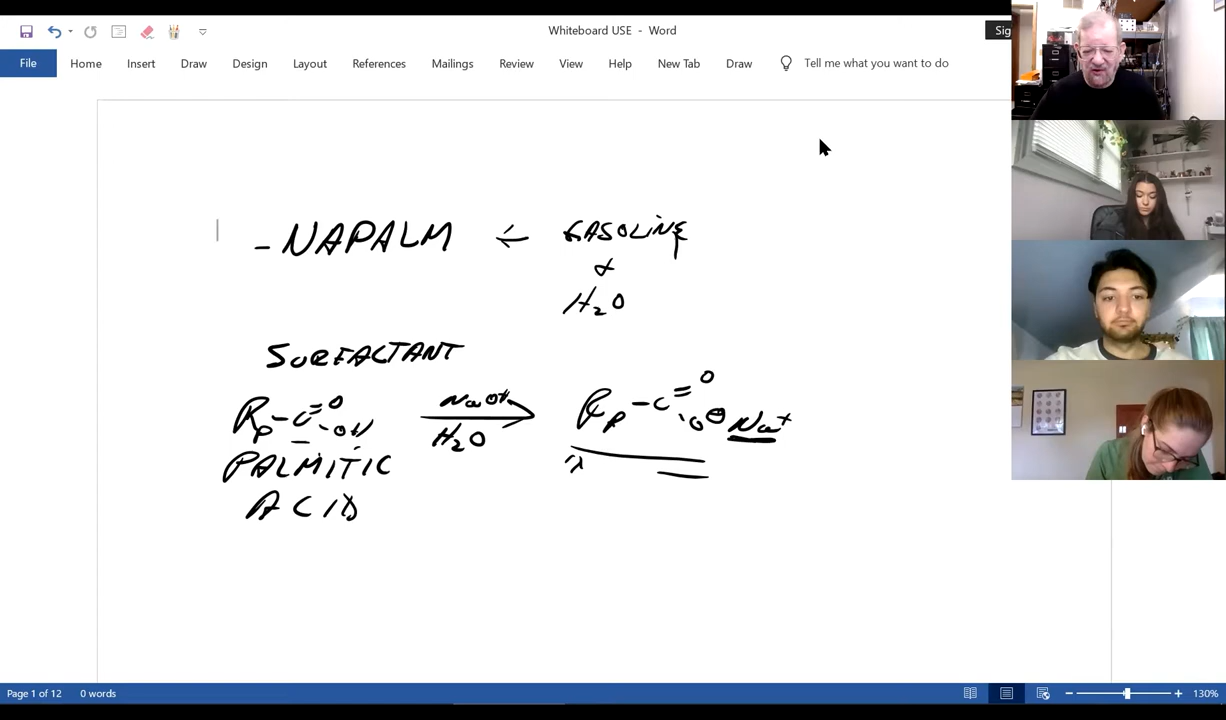 Whiteboard USE - Word
Sig
File Home Insert Draw Design Layout References Mailings Review View Help New Tab Draw Tell me what you want to do
- NAPALM ← GASOLINE
&
H₂O
SURFACTANT
Rₚ-C=O -OH NaOH H₂O → Rₚ-C=O -O⊖ Na⁺
PALMITIC
ACID
Page 1 of 12 0 words 130%